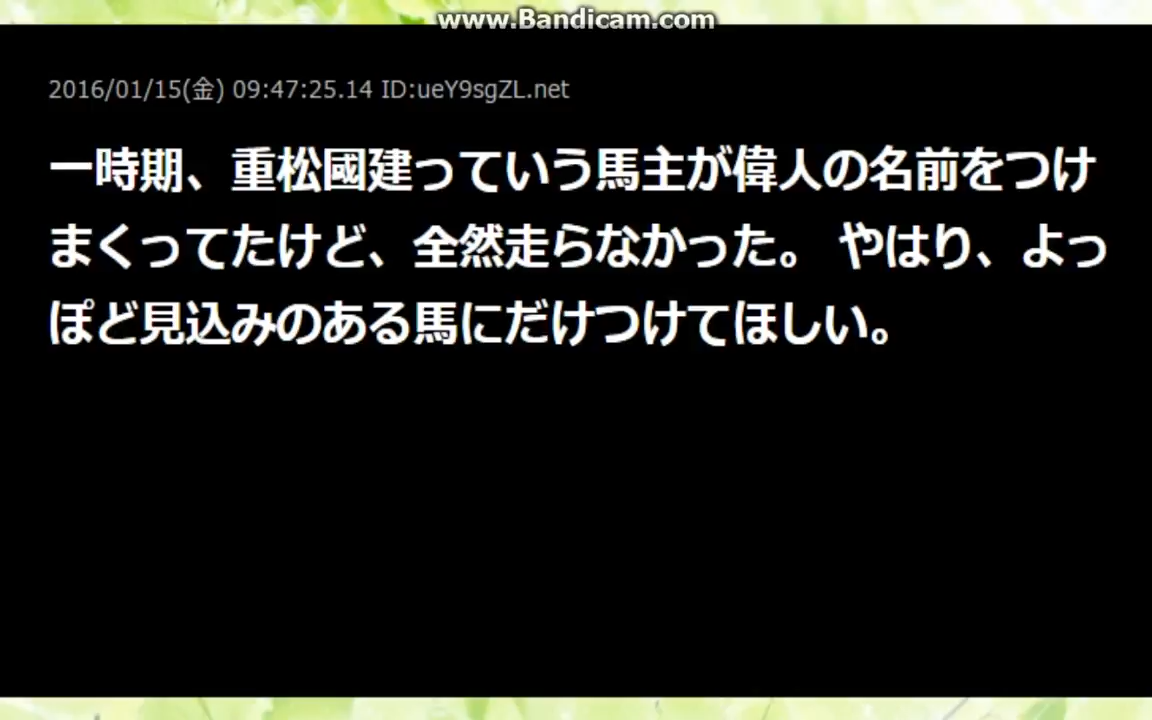 www.Bandicam.com
2016/01/15(金) 09:47:25.14 ID:ueY9sgZL.net
一時期、重松國建っていう馬主が偉人の名前をつけ
まくってたけど、全然走らなかった。 やはり、よっ
ぽど見込みのある馬にだけつけてほしい。